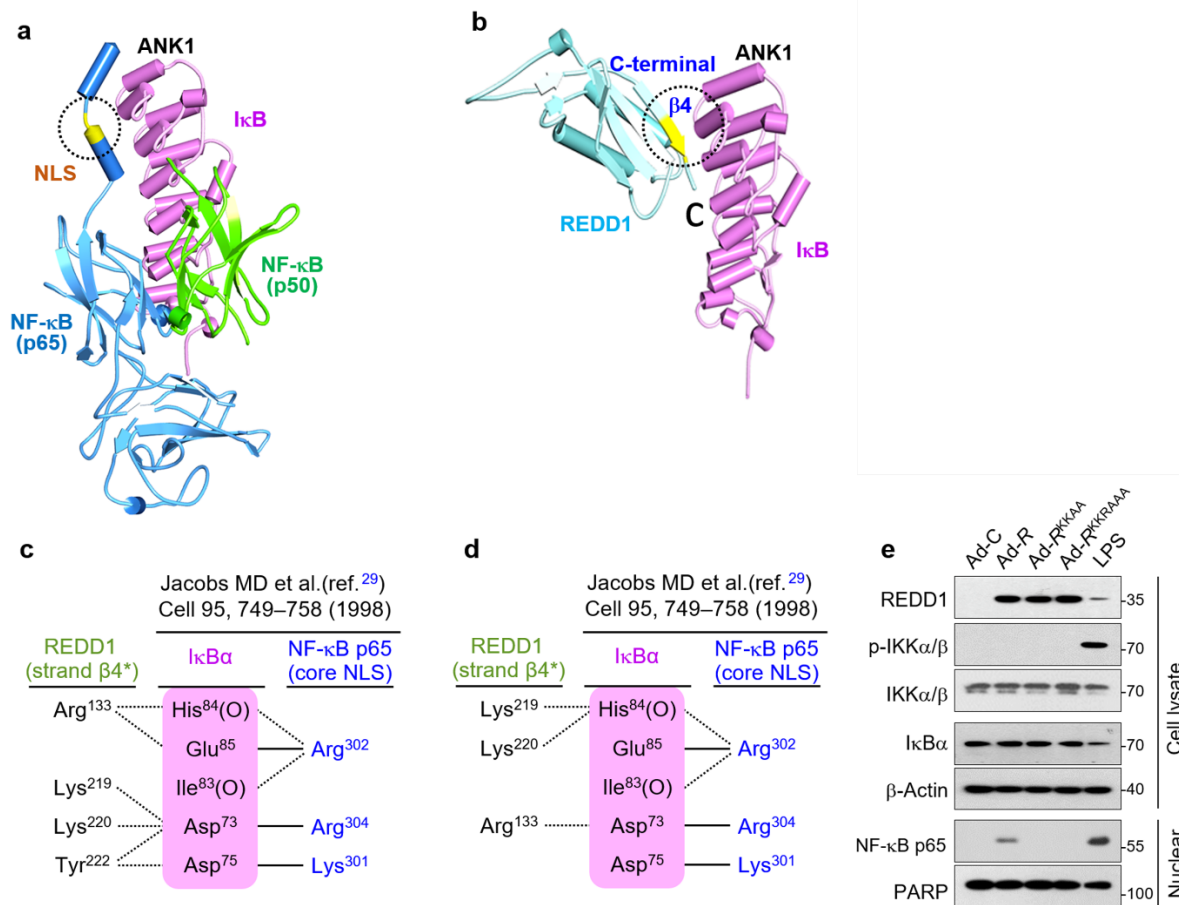 a
ANK1
IκB
NLS
NF-κB
(p50)
NF-κB
(p65)
b
ANK1
C-terminal
β4
REDD1
C
IκB
c
Jacobs MD et al.(ref. 29)
Cell 95, 749–758 (1998)
REDD1
(strand β4*)
IκBα
NF-κB p65
(core NLS)
Arg133
His84(O)
Glu85
Arg302
Lys219
Ile83(O)
Lys220
Asp73
Arg304
Tyr222
Asp75
Lys301
d
Jacobs MD et al.(ref. 29)
Cell 95, 749–758 (1998)
REDD1
(strand β4*)
IκBα
NF-κB p65
(core NLS)
Lys219
His84(O)
Lys220
Glu85
Arg302
Ile83(O)
Arg133
Asp73
Arg304
Asp75
Lys301
e
Ad-C
Ad-R
Ad-RKKAA
Ad-RKKRAAA
LPS
REDD1
35
p-IKKα/β
70
IKKα/β
70
IκBα
70
β-Actin
40
Cell lysate
NF-κB p65
55
PARP
100
Nuclear